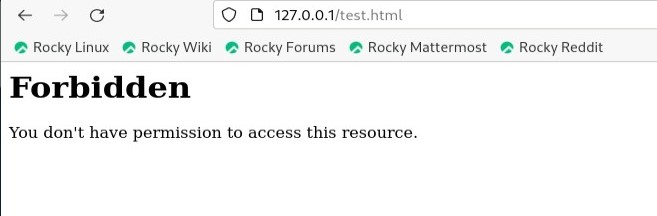 127.0.0.1/test.html
Rocky Linux Rocky Wiki Rocky Forums Rocky Mattermost Rocky Reddit
Forbidden
You don't have permission to access this resource.